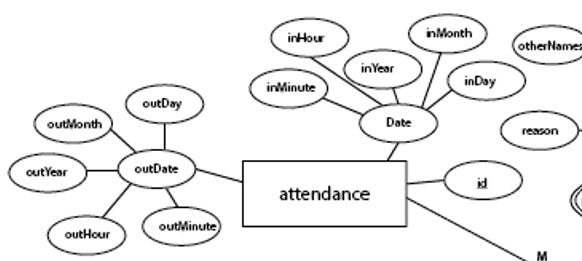 inHour
inMonth
otherNames
inYear
inDay
inMinute
outDay
outMonth
Date
reason
outYear
outDate
id
attendance
outHour
outMinute
M